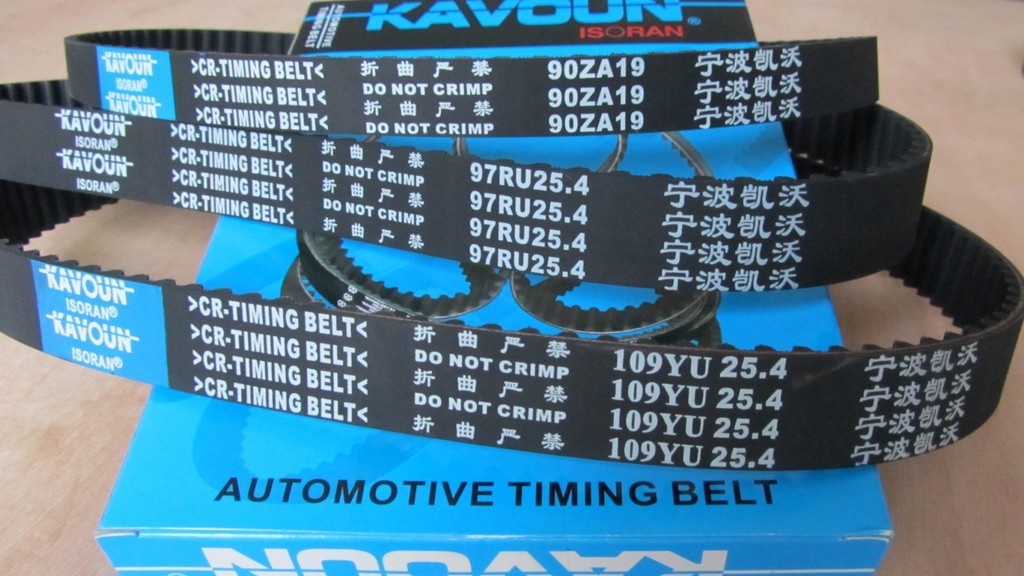 AUTOMOTIVE
TIMING BELT
KAVOUN®
ISORAN
KAVOUN
ISORAN®
KAVOUN
>CR-TIMING BELT<
>CR-TIMING BELT<
>CR-TIMING BELT<
折曲严禁
DO NOT CRIMP
折曲严禁
DO NOT CRIMP
90ZA19
90ZA19
90ZA19
宁波凯沃
宁波凯沃
宁波凯沃
KAVOUN
ISORAN®
KAVOUN
ISORAN®
>CR-TIMING BELT<
>CR-TIMING BELT<
>CR-TIMING BELT<
>CR-TIMING BELT<
折曲严禁
DO NOT CRIMP
折曲严禁
DO NOT CRIMP
折曲严禁
97RU25.4
97RU25.4
97RU25.4
97RU25.4
宁波凯沃
宁波凯沃
宁波凯沃
宁波凯沃
KAVOUN
ISORAN®
KAVOUN
ISORAN®
>CR-TIMING BELT<
>CR-TIMING BELT<
>CR-TIMING BELT<
>CR-TIMING BELT<
折曲严禁
DO NOT CRIMP
折曲严禁
DO NOT CRIMP
折曲严禁
109YU 25.4
109YU 25.4
109YU 25.4
109YU 25.4
宁波凯沃
宁波凯沃
宁波凯沃
宁波凯沃
AUTOMOTIVE TIMING BELT
KAVOUN